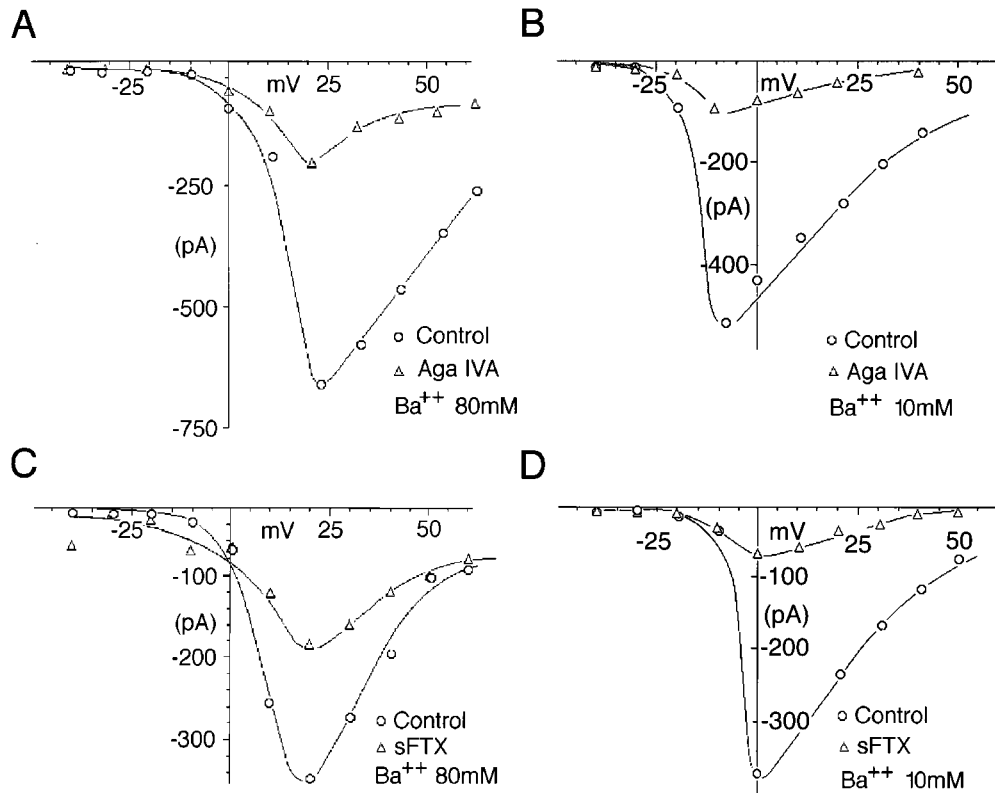 A
-25
mV
25
50
-250
(pA)
-500
-750
Control
Aga IVA
Ba++ 80mM
B
-25
mV
25
50
-200
(pA)
-400
Control
Aga IVA
Ba++ 10mM
C
-25
mV
25
50
-100
(pA)
-200
-300
Control
sFTX
Ba++ 80mM
D
-25
mV
25
50
-100
(pA)
-200
-300
Control
sFTX
Ba++ 10mM